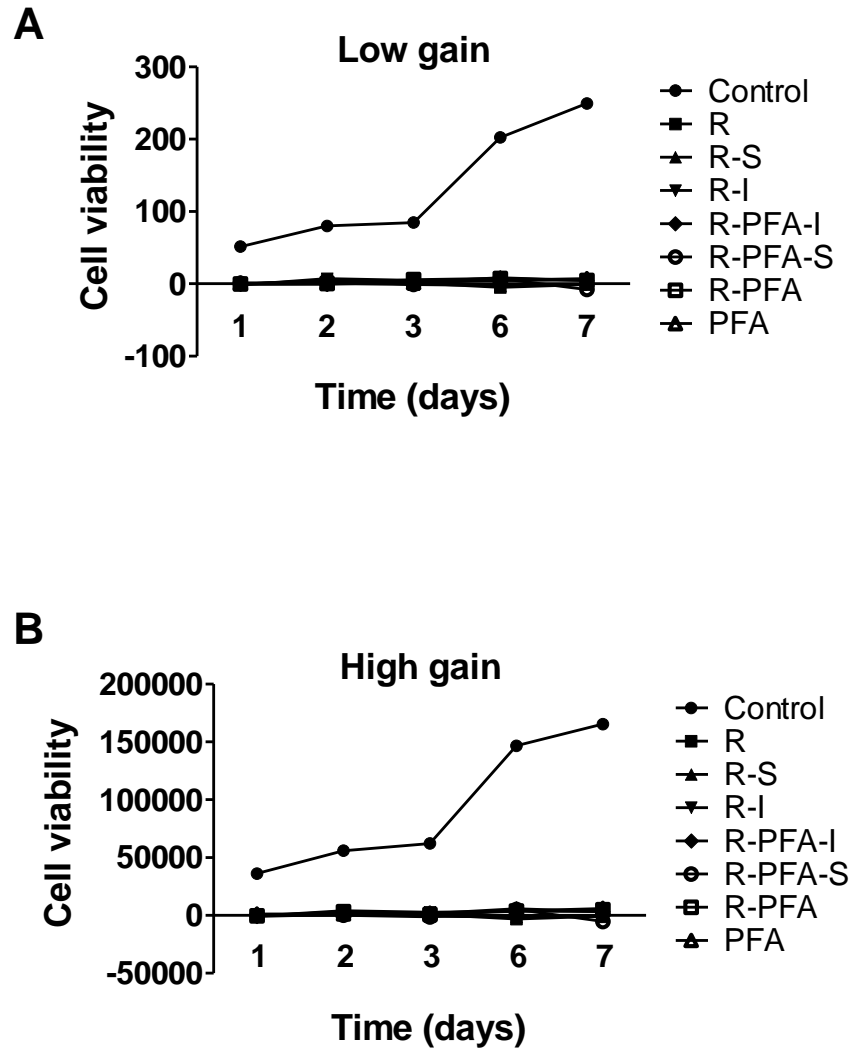 A
Low gain
300
200
100
0
-100
Cell viability
1 2 3 6 7
Time (days)
Control
R
R-S
R-I
R-PFA-I
R-PFA-S
R-PFA
PFA
B
High gain
200000
150000
100000
50000
0
-50000
Cell viability
1 2 3 6 7
Time (days)
Control
R
R-S
R-I
R-PFA-I
R-PFA-S
R-PFA
PFA